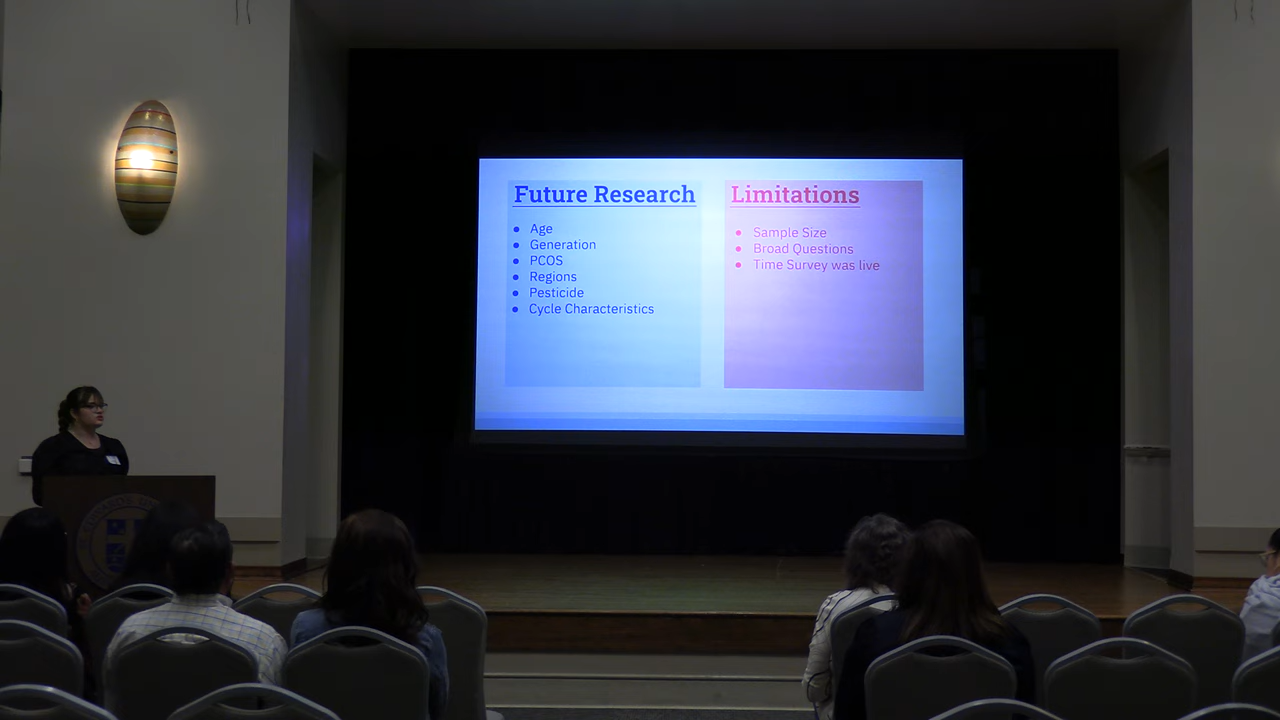 Future Research
Age
Generation
PCOS
Regions
Pesticide
Cycle Characteristics
Limitations
Sample Size
Broad Questions
Time Survey was live